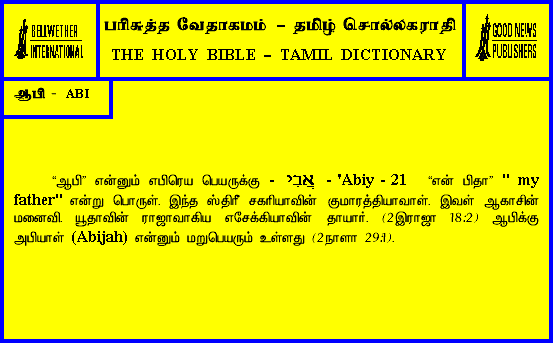 BELLWETHER
INTERNATIONAL
பரிசுத்த வேதாகமம் – தமிழ் சொல்லகராதி
THE HOLY BIBLE – TAMIL DICTIONARY
GOOD NEWS
PUBLISHERS
ஆபி - ABI
“ஆபி” என்னும் எபிரெய பெயருக்கு - אֲבִי - 'Abiy - 21 “என் பிதா” " my
father" என்று பொருள். இந்த ஸ்திரீ சகரியாவின் குமாரத்தியாவாள். இவள் ஆகாசின்
மனைவி. யூதாவின் ராஜாவாகிய எசேக்கியாவின் தாயார். (2இராஜா 18:2) ஆபிக்கு
அபியாள் (Abijah) என்னும் மறுபெயரும் உள்ளது (2நாளா 29:1).